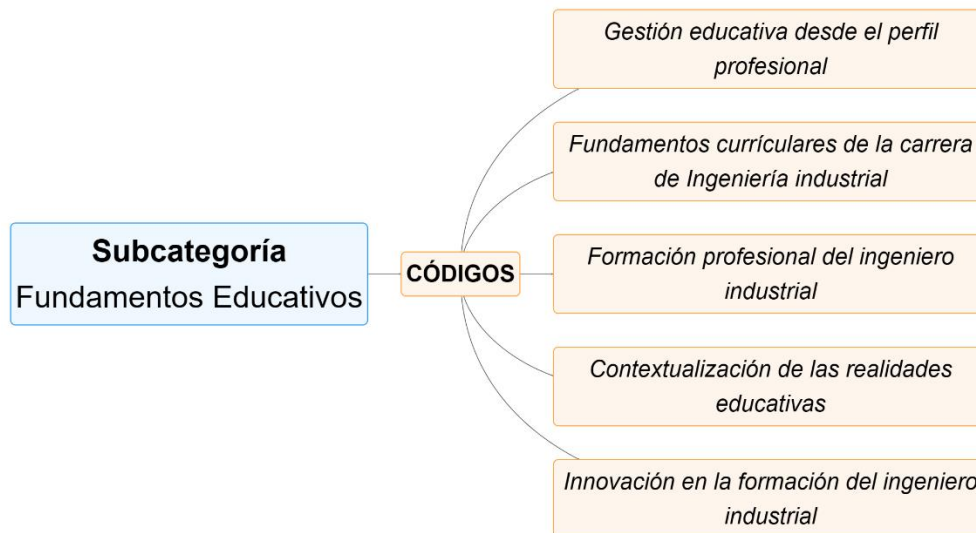 Gestión educativa desde el perfil
profesional
Fundamentos currículares de la carrera
de Ingeniería industrial
Subcategoría
Fundamentos Educativos
CÓDIGOS
Formación profesional del ingeniero
industrial
Contextualización de las realidades
educativas
Innovación en la formación del ingeniero
industrial